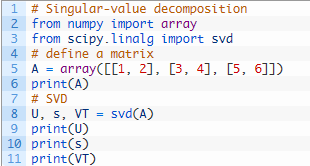 1 # Singular-value decomposition
2 from numpy import array
3 from scipy.linalg import svd
4 # define a matrix
5 A = array([[1, 2], [3, 4], [5, 6]])
6 print(A)
7 # SVD
8 U, s, VT = svd(A)
9 print(U)
10 print(s)
11 print(VT)